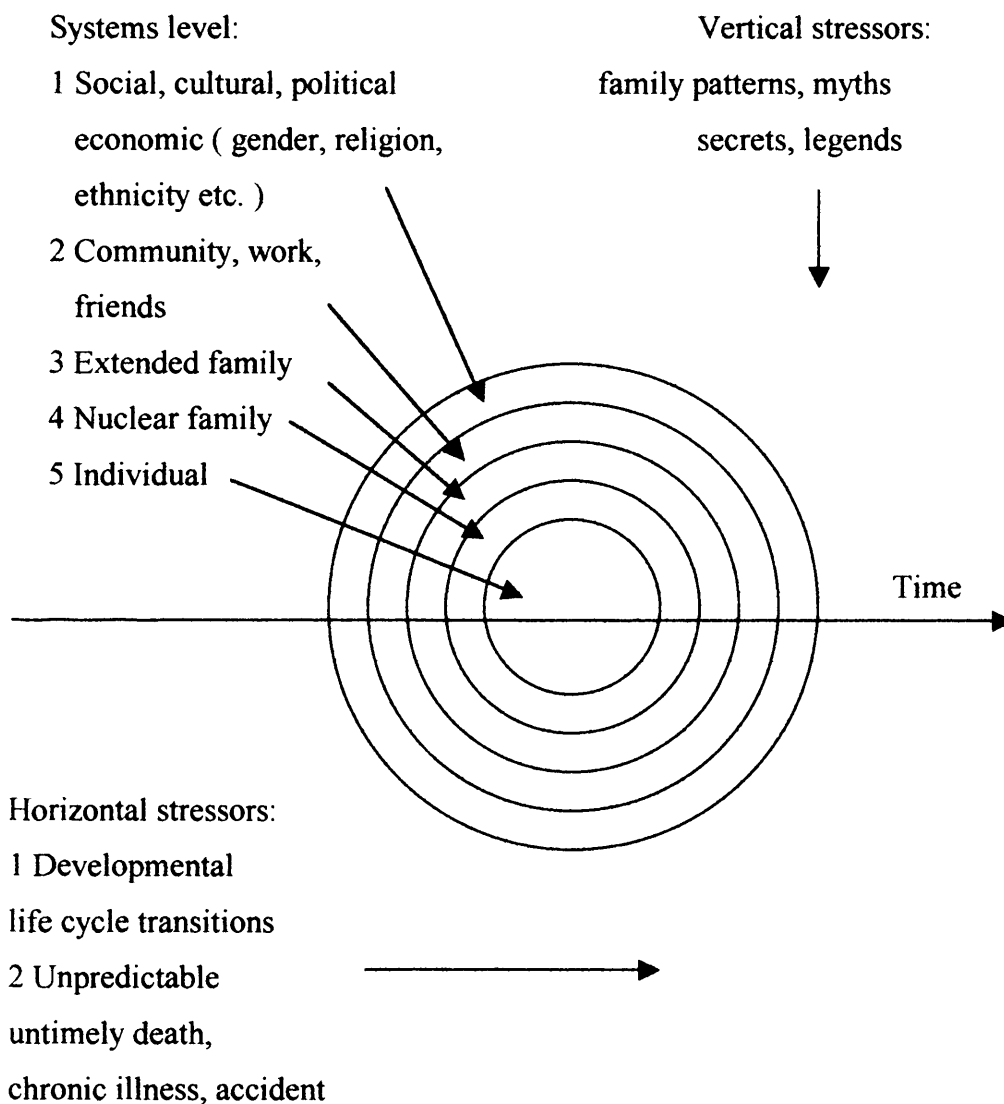 Systems level:
1 Social, cultural, political
economic ( gender, religion,
ethnicity etc. )
2 Community, work,
friends
3 Extended family
4 Nuclear family
5 Individual
Vertical stressors:
family patterns, myths
secrets, legends
Time
Horizontal stressors:
1 Developmental
life cycle transitions
2 Unpredictable
untimely death,
chronic illness, accident